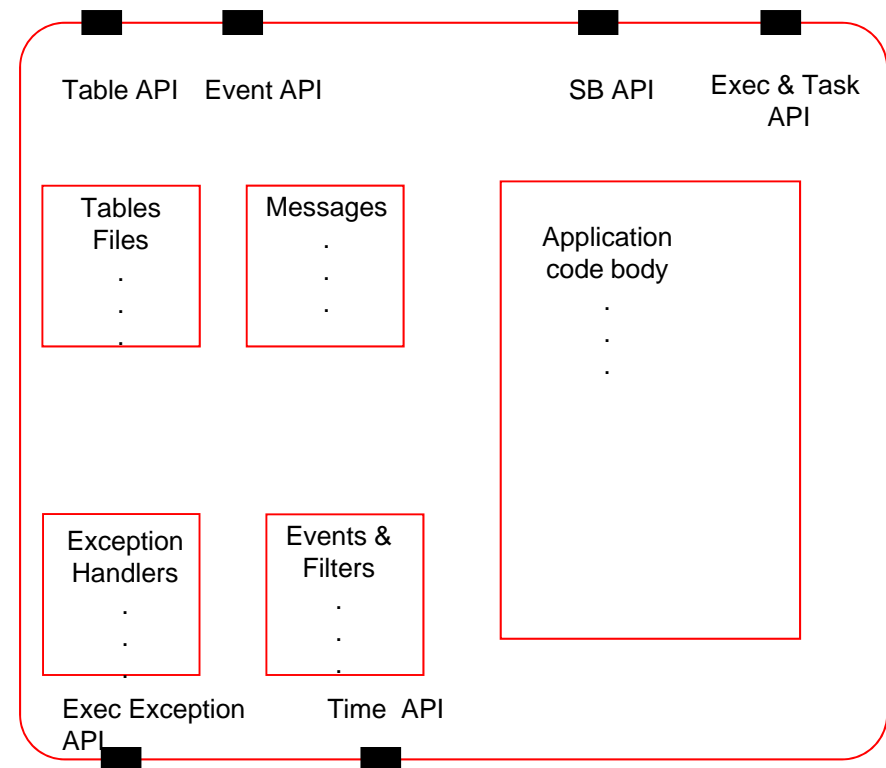 Table API
Event API
SB API
Exec & Task
API
Tables
Files
.
.
.
Messages
.
.
.
Application
code body
.
.
.
Exception
Handlers
.
.
.
Events &
Filters
.
.
.
Exec Exception
API
Time API